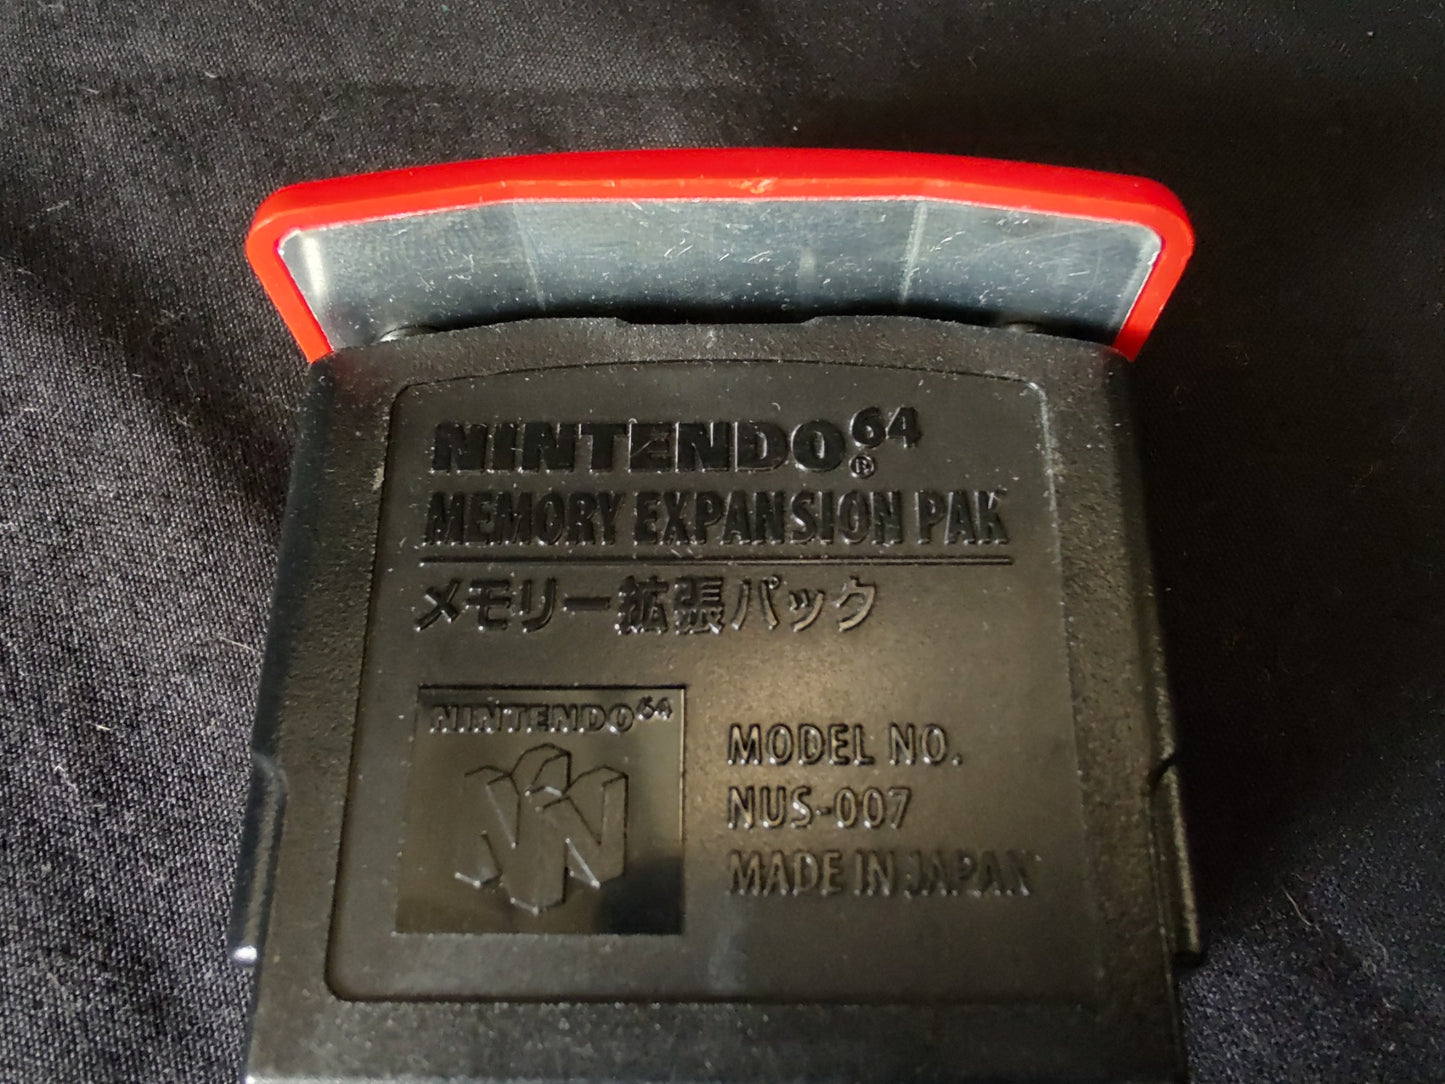 NINTENDO64®
MEMORY EXPANSION PAK
メモリー拡張パック
NINTENDO64
MODEL NO.
NUS-007
MADE IN JAPAN